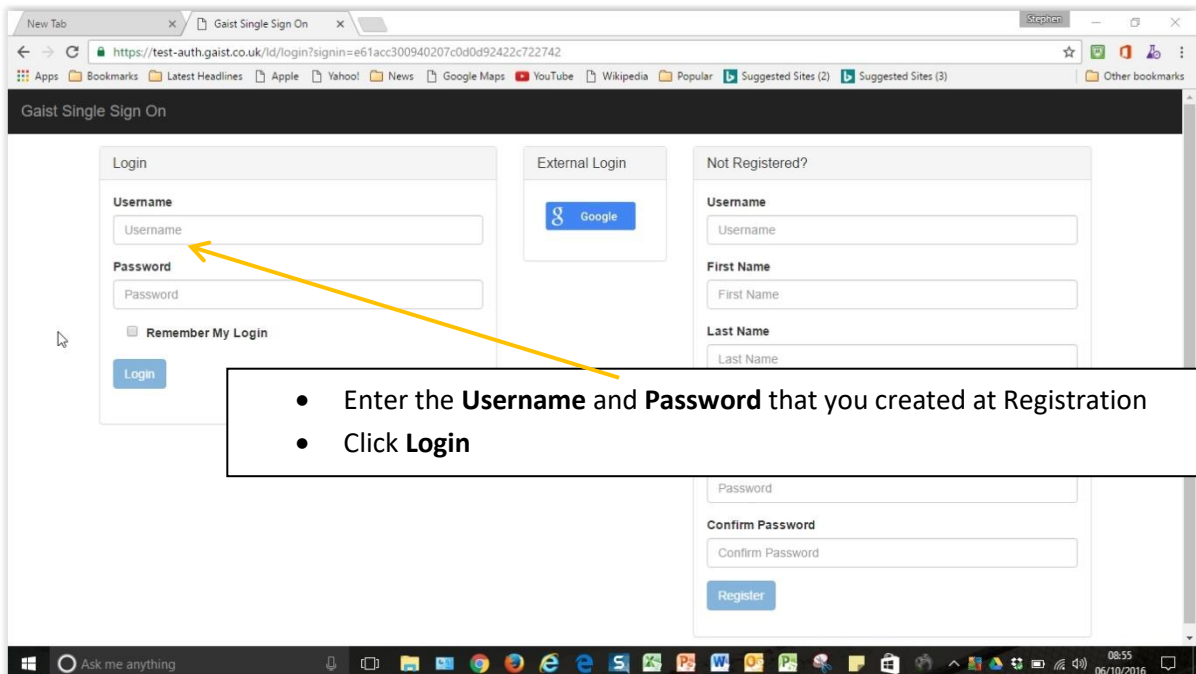 New Tab
Gaist Single Sign On
Stephen
https://test-auth.gaist.co.uk/Id/login?signin=e61acc300940207c0d0d92422c722742
Apps Bookmarks Latest Headlines Apple Yahoo! News Google Maps YouTube Wikipedia Popular Suggested Sites (2) Suggested Sites (3) Other bookmarks
Gaist Single Sign On
Login
Username
Username
Password
Password
Remember My Login
Login
External Login
Google
Not Registered?
Username
Username
First Name
First Name
Last Name
Last Name
• Enter the Username and Password that you created at Registration
• Click Login
Password
Confirm Password
Confirm Password
Register
Ask me anything
08:55
06/10/2016